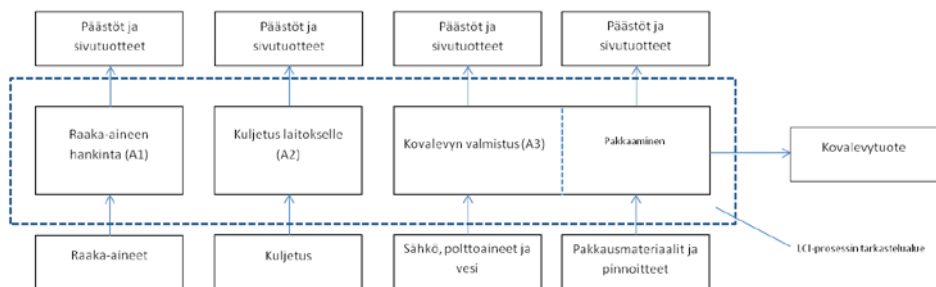 Päästöt ja
sivutuotteet
Päästöt ja
sivutuotteet
Päästöt ja
sivutuotteet
Päästöt ja
sivutuotteet
Raaka-aineen
hankinta (A1)
Kuljetus laitokselle
(A2)
Kovalevyn valmistus (A3)
Pakkaaminen
Kovalevytuote
Raaka-aineet
Kuljetus
Sähkö, polttoaineet ja
vesi
Pakkausmateriaalit ja
pinnoitteet
LCI-prosessin tarkastelualue